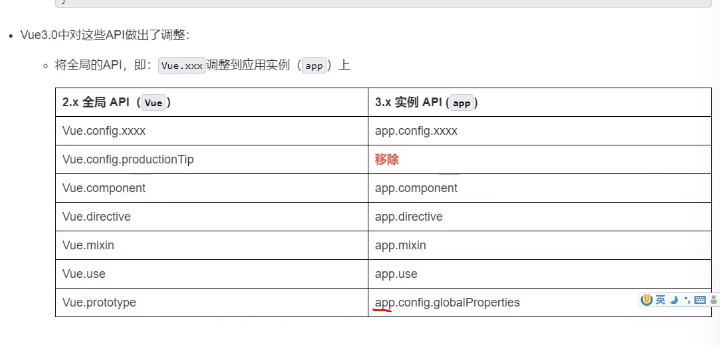 Vue3.0中对这些API做出了调整:
将全局的API,即:Vue.xxx调整到应用实例(app)上
2.x 全局 API(Vue) 3.x 实例 API (app)
Vue.config.xxxx app.config.xxxx
Vue.config.productionTip 移除
Vue.component app.component
Vue.directive app.directive
Vue.mixin app.mixin
Vue.use app.use
Vue.prototype app.config.globalProperties
英